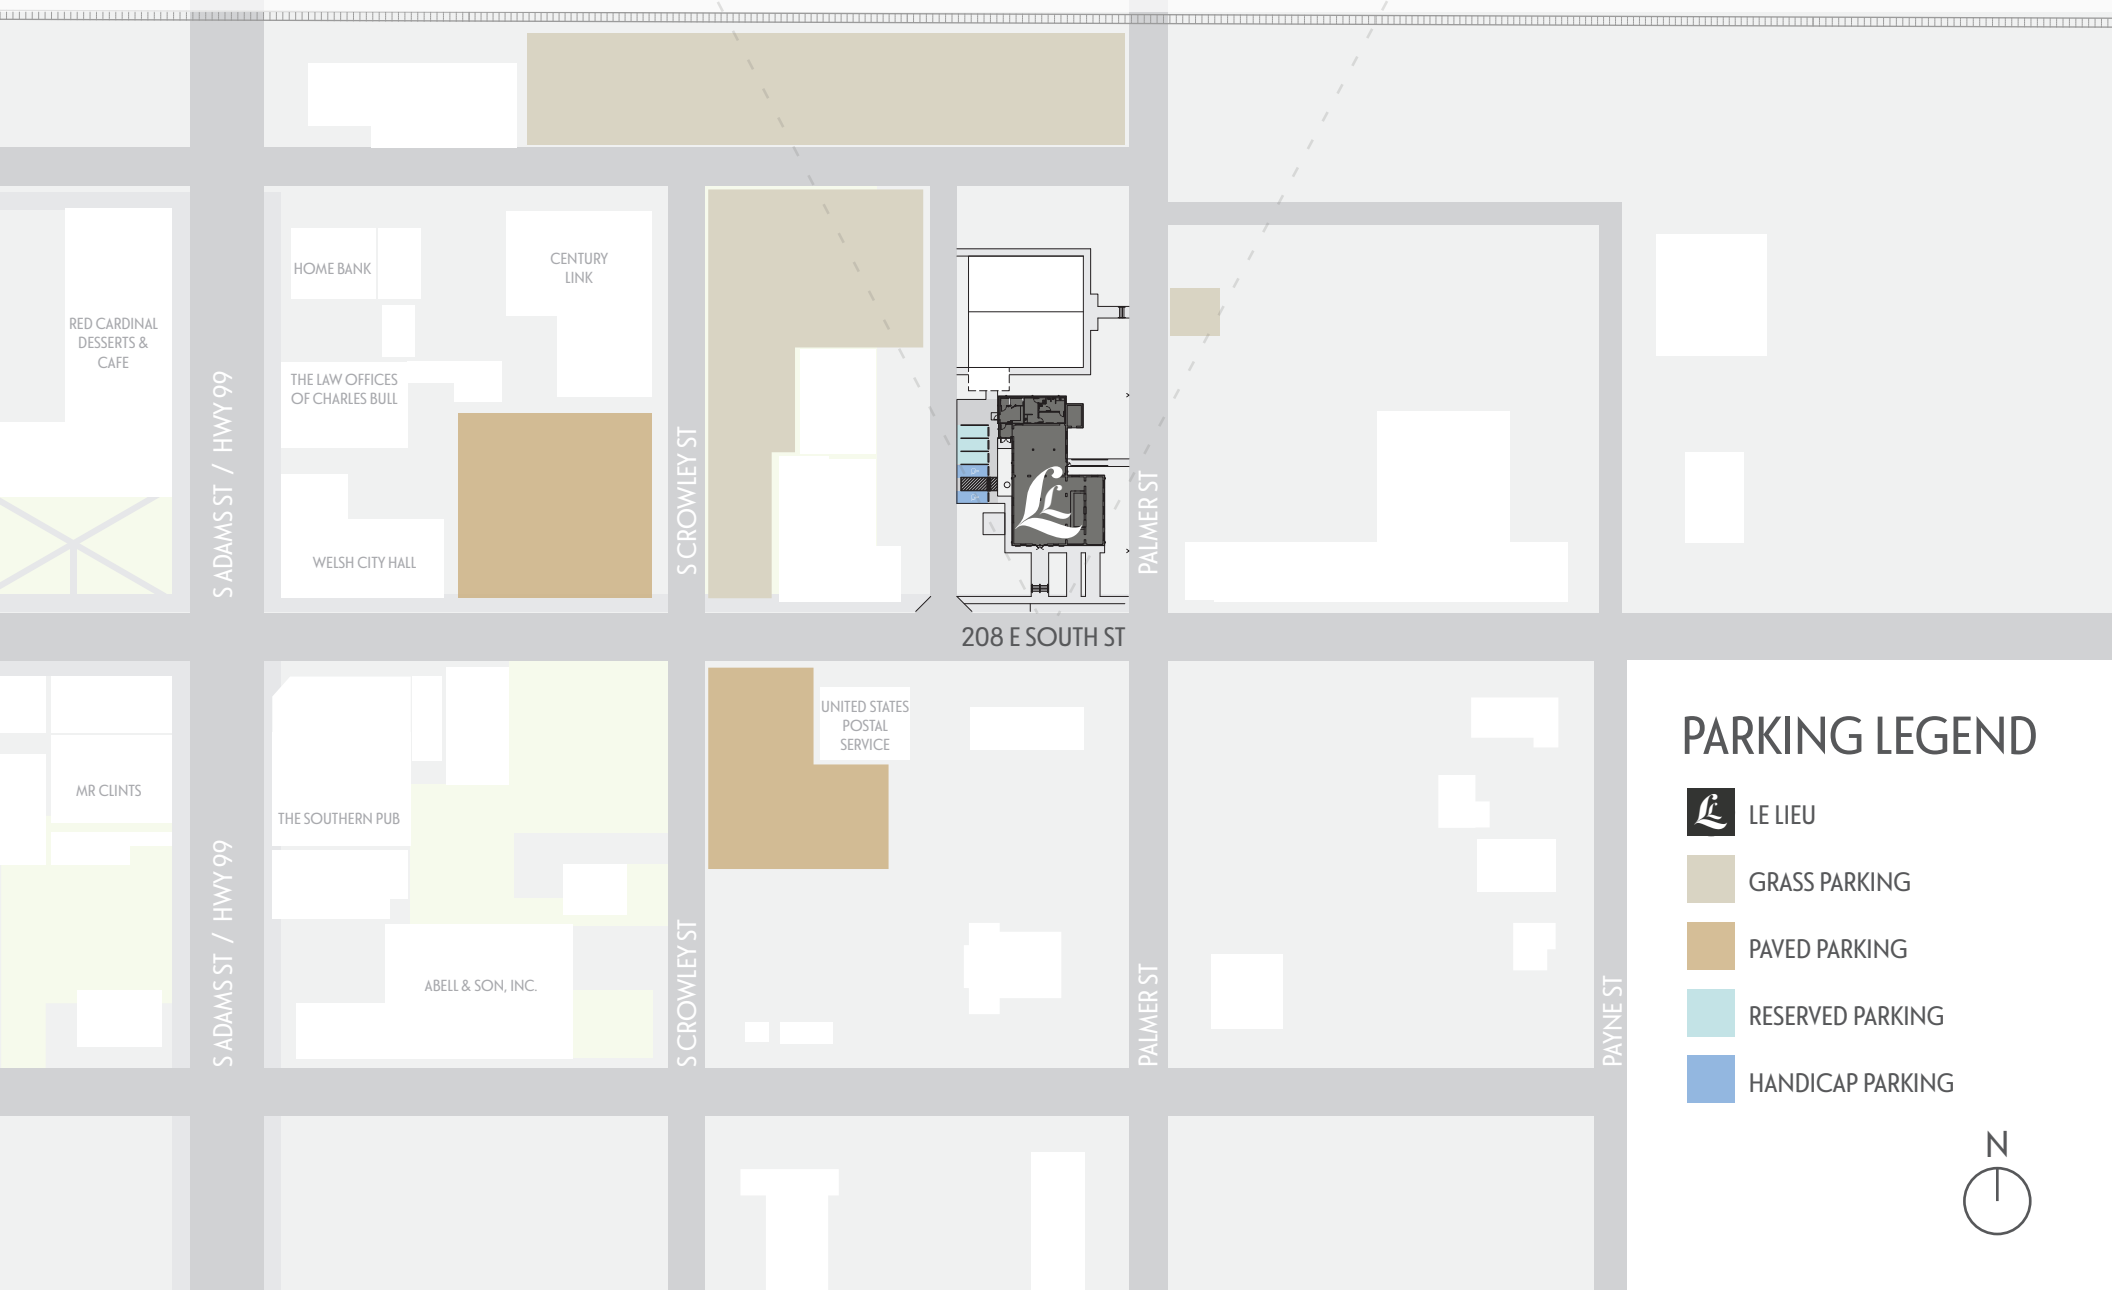 HOME BANK
CENTURY
LINK
RED CARDINAL
DESSERTS &
CAFE
THE LAW OFFICES
OF CHARLES BULL
S ADAMS ST / HWY 99
S CROWLEY ST
PALMER ST
LL
WELSH CITY HALL
208 E SOUTH ST
UNITED STATES
POSTAL
SERVICE
MR CLINTS
THE SOUTHERN PUB
ABELL & SON, INC.
S ADAMS ST / HWY 99
S CROWLEY ST
PALMER ST
PAYNE ST
PARKING LEGEND
LL
LE LIEU
GRASS PARKING
PAVED PARKING
RESERVED PARKING
HANDICAP PARKING
N